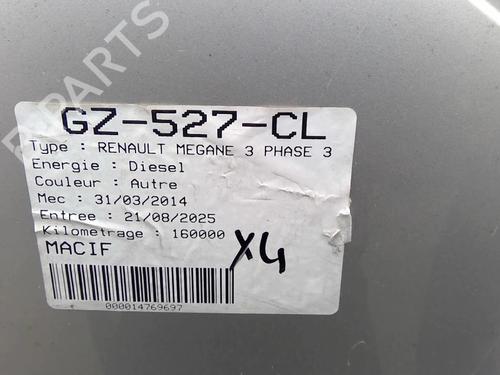 B-PARTS
GZ-527-CL
Type : RENAULT MEGANE 3 PHASE 3
Energie : Diesel
Couleur : Autre
Mec : 31/03/2014
Entree : 21/08/2025
Kilometrage : 160000
MACIF
X4
000014769697